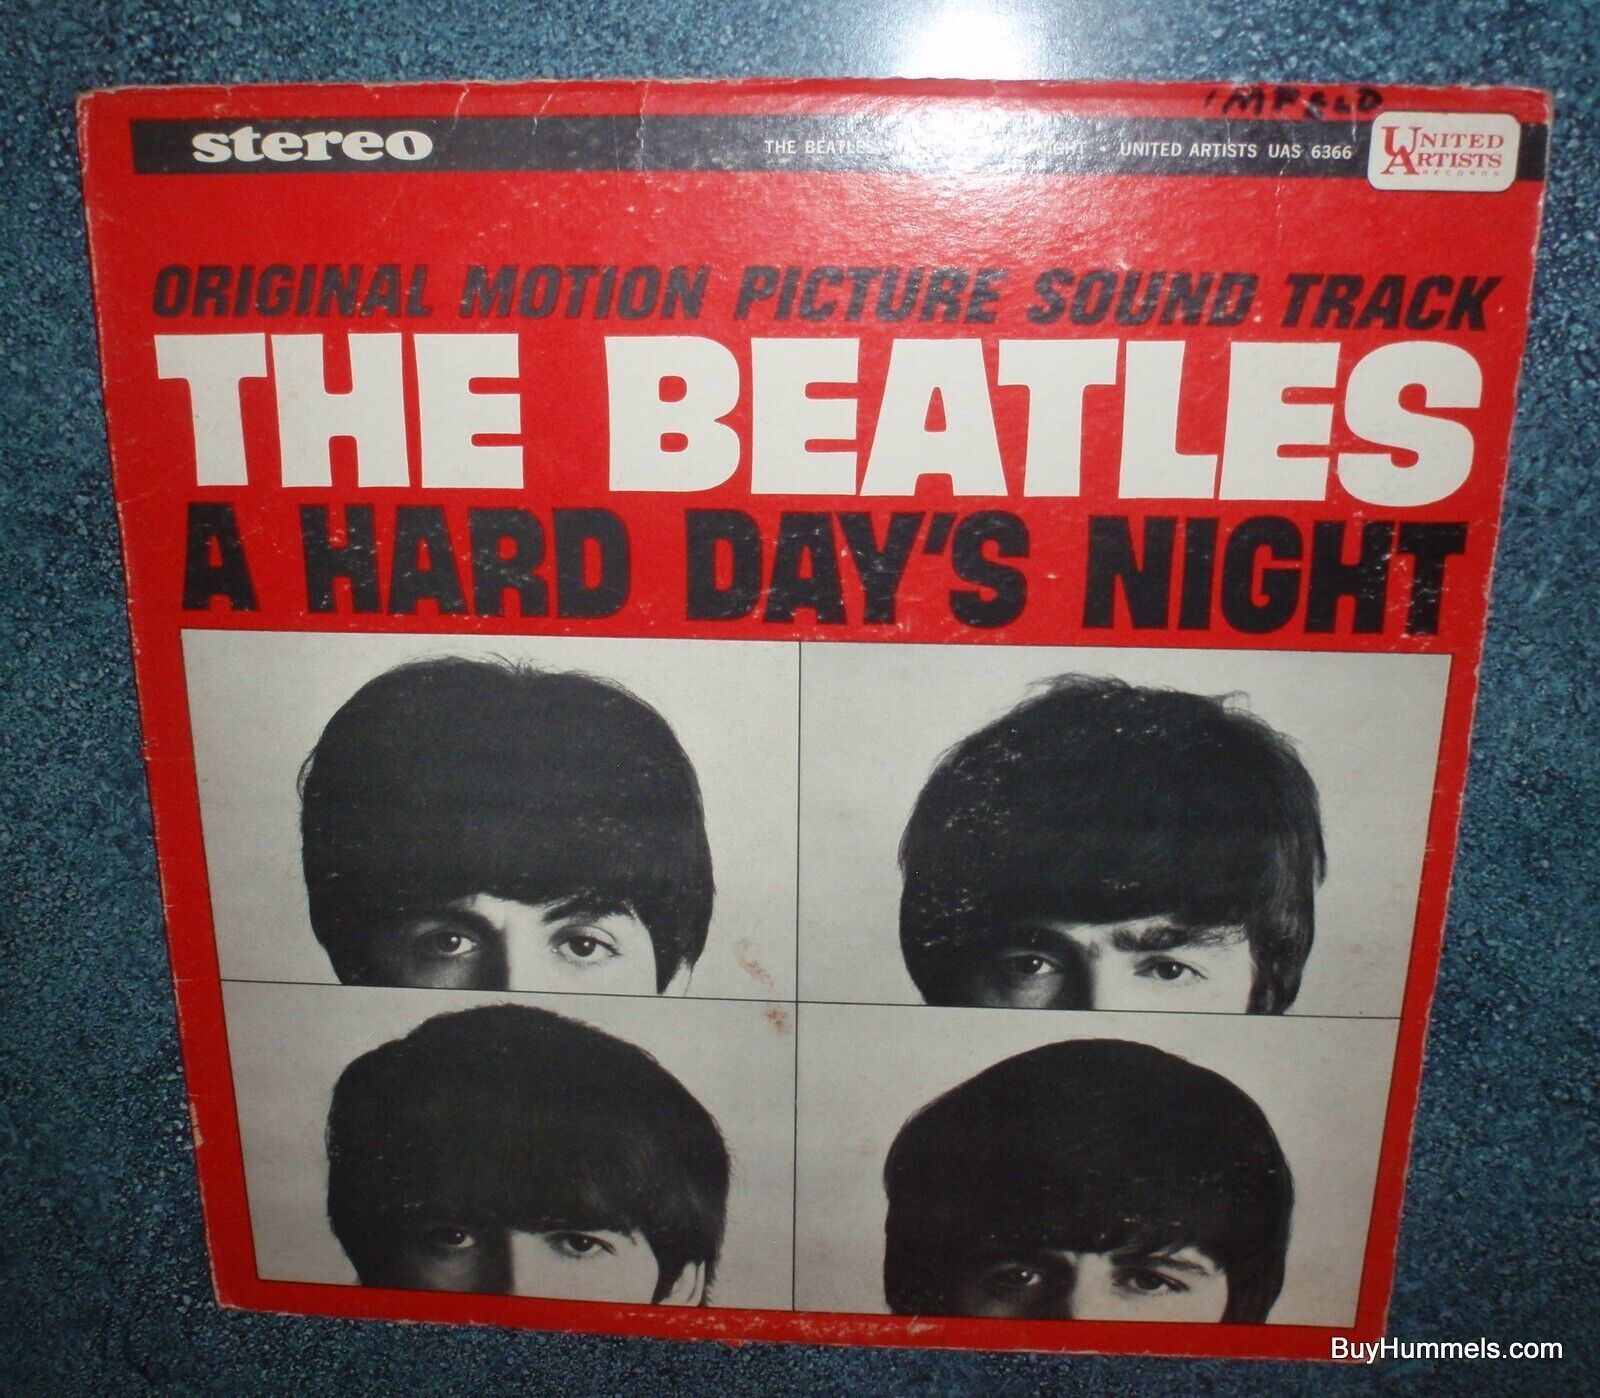 stereo
THE BEATLES NIGHT • UNITED ARTISTS UAS 6366
UNITED
ARTISTS
RECORDS
ORIGINAL MOTION PICTURE SOUND TRACK
THE BEATLES
A HARD DAY'S NIGHT
BuyHummels.com